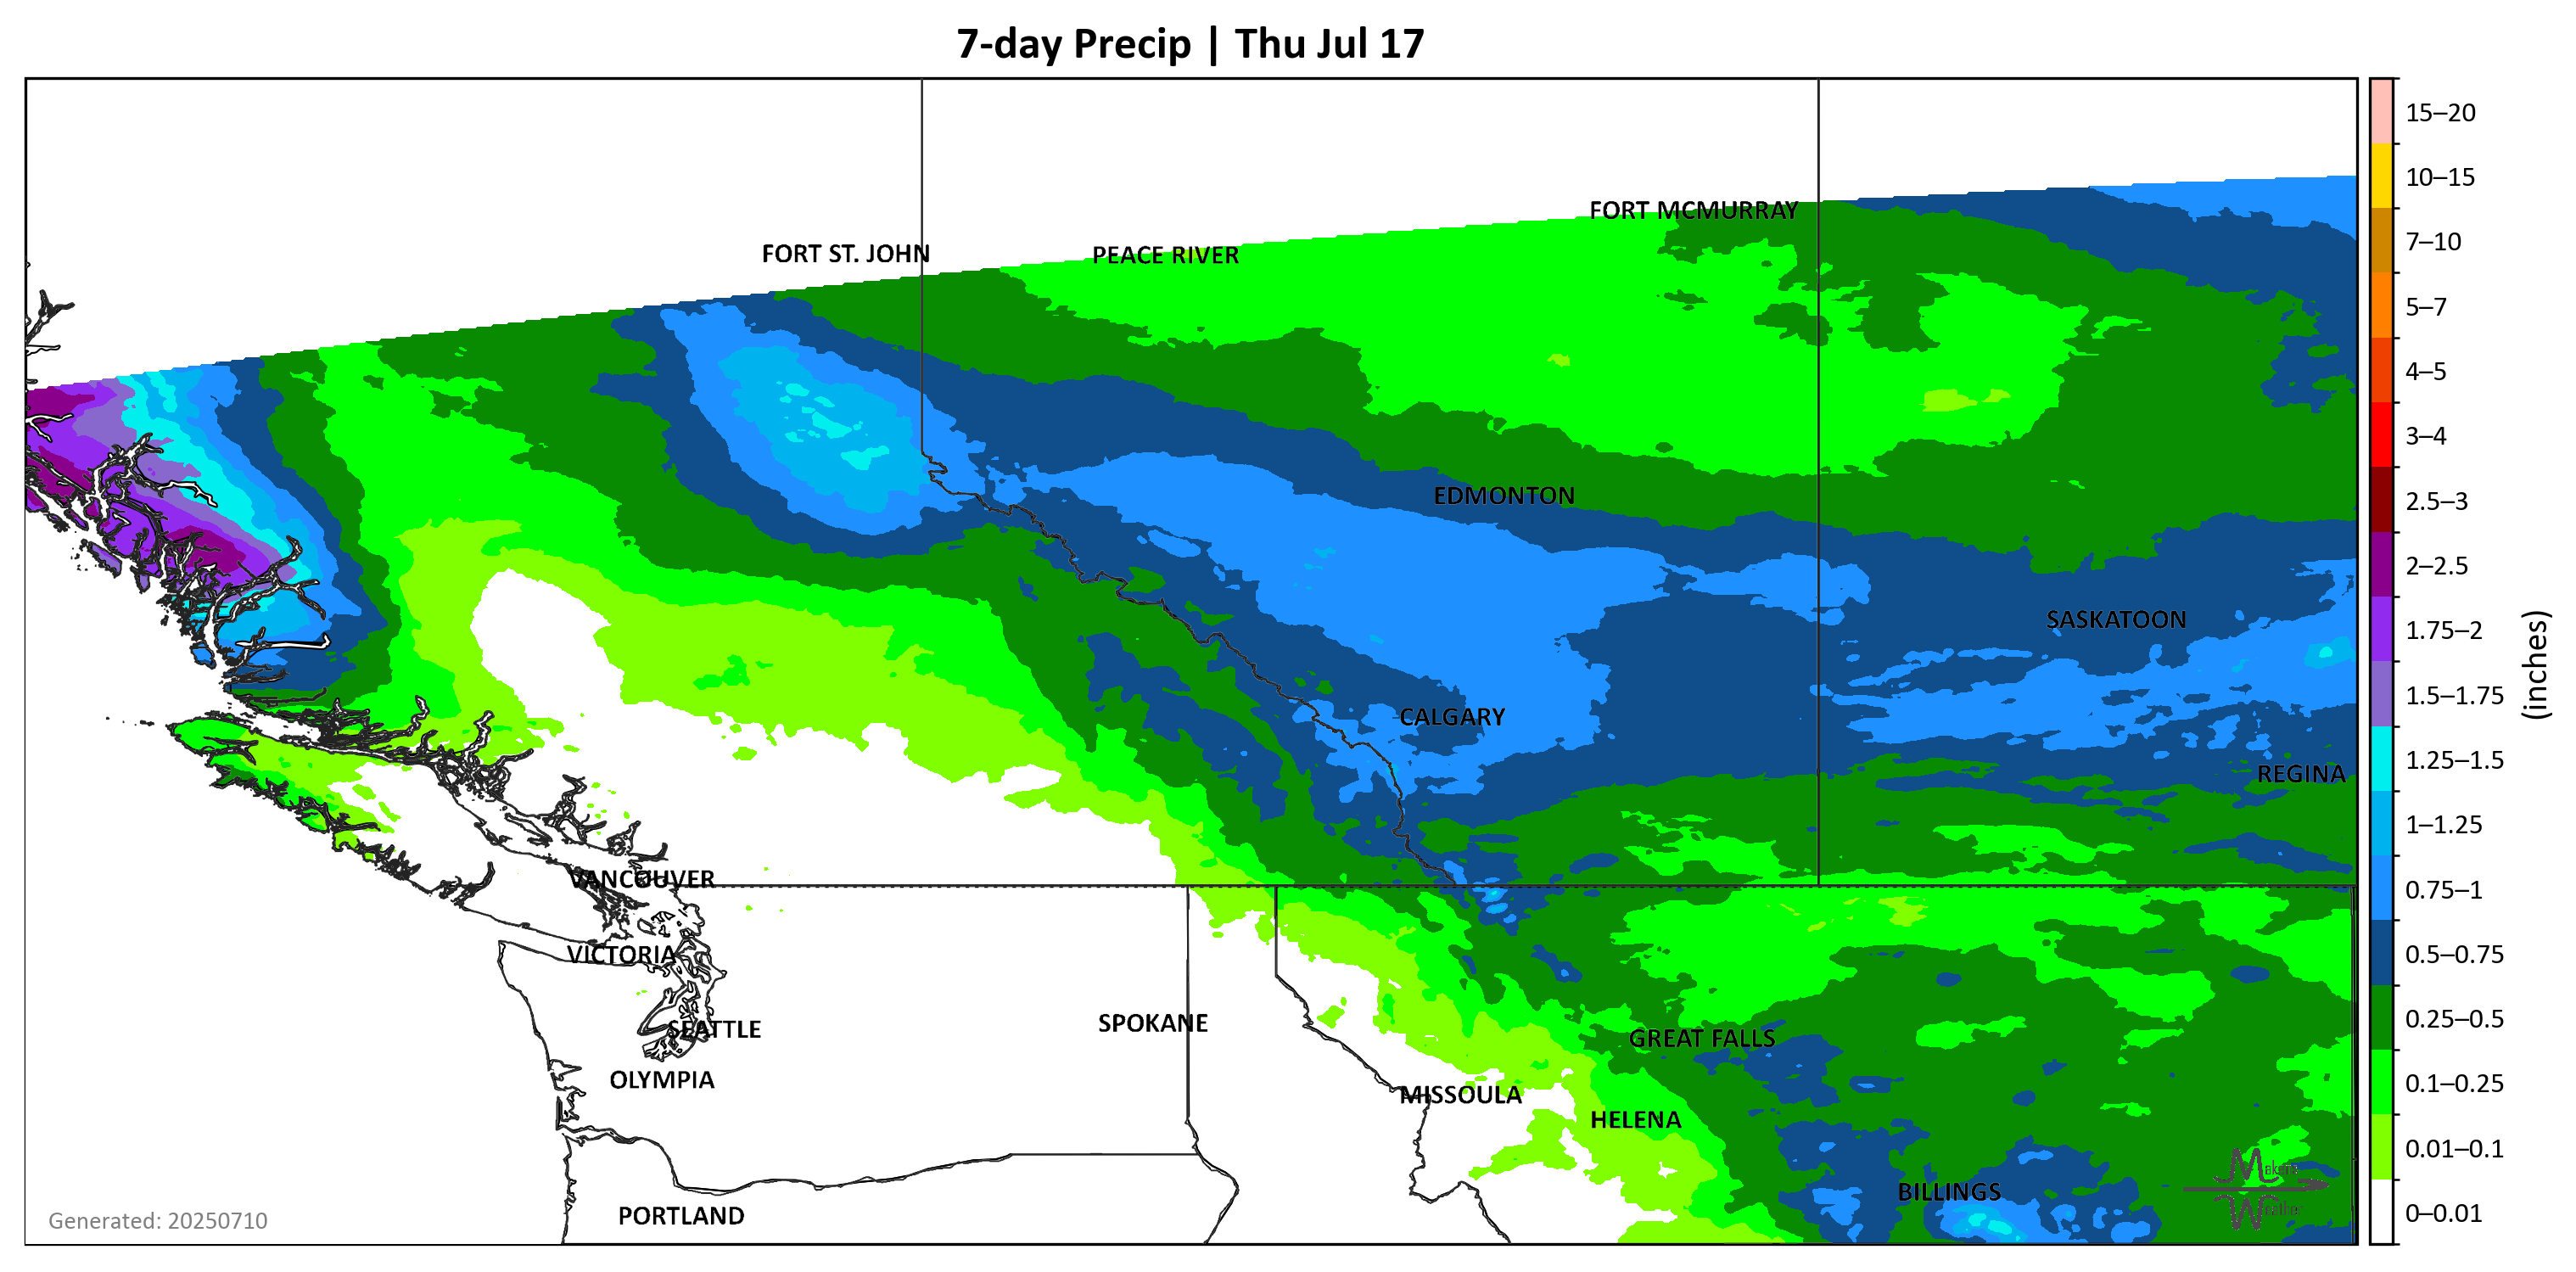 7-day Precip | Thu Jul 17
15–20
10–15
7–10
5–7
4–5
3–4
2.5–3
2–2.5
1.75–2
1.5–1.75
1.25–1.5
1–1.25
0.75–1
0.5–0.75
0.25–0.5
0.1–0.25
0.01–0.1
0–0.01
(inches)
FORT MCMURRAY
FORT ST. JOHN
PEACE RIVER
EDMONTON
SASKATOON
CALGARY
REGINA
VANCOUVER
VICTORIA
SPOKANE
SEATTLE
GREAT FALLS
OLYMPIA
MISSOULA
HELENA
BILLINGS
PORTLAND
Generated: 20250710
Weather